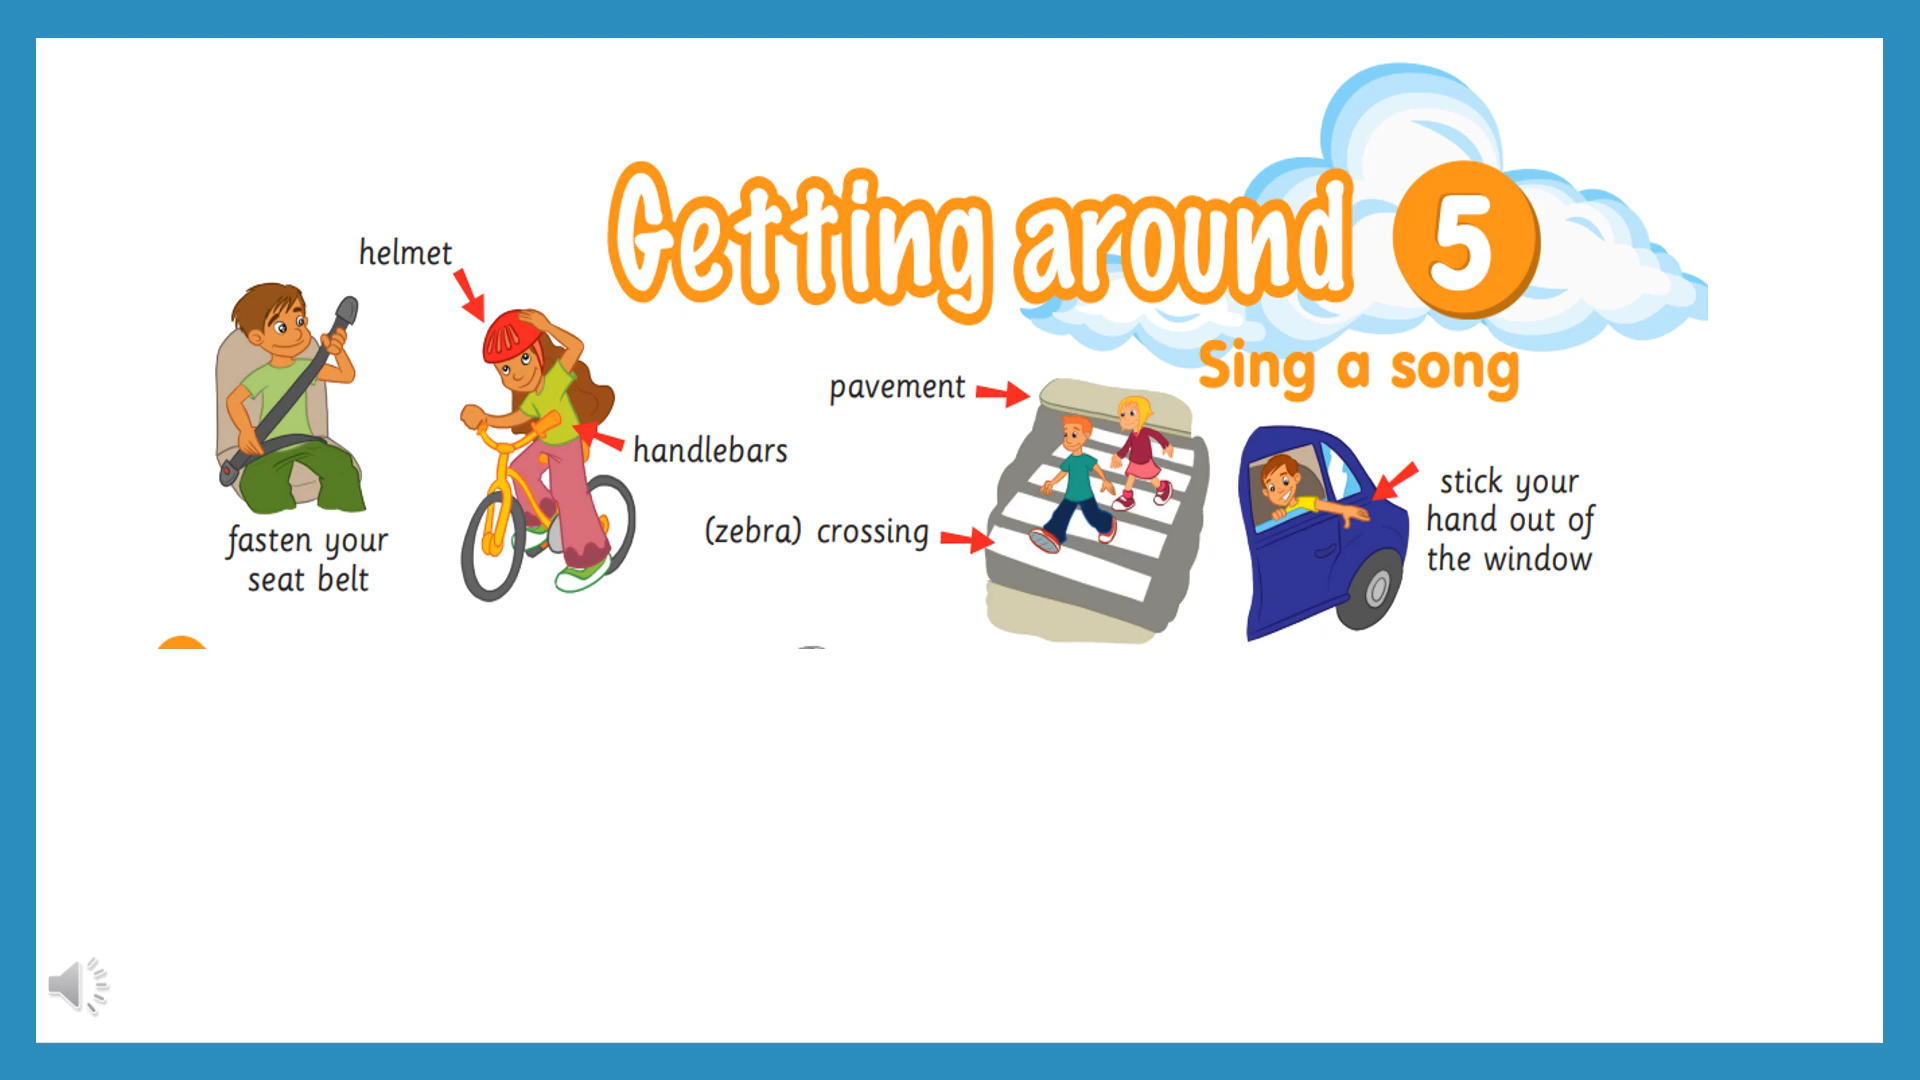 Getting around 5
Sing a song
helmet
handlebars
fasten your
seat belt
pavement
(zebra) crossing
stick your
hand out of
the window